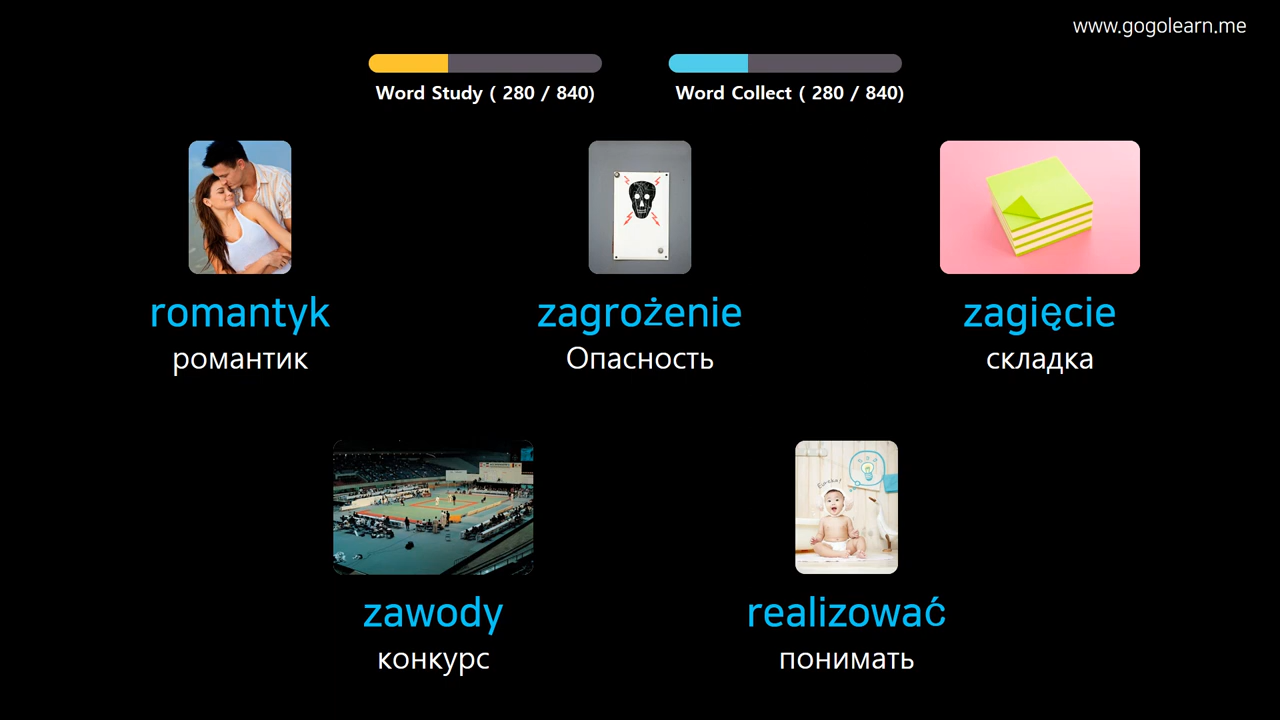 www.gogolearn.me
Word Study ( 280 / 840)
Word Collect ( 280 / 840)
romantyk
романтик
zagrożenie
Опасность
zagięcie
складка
zawody
конкурс
Eureka!
realizować
понимать